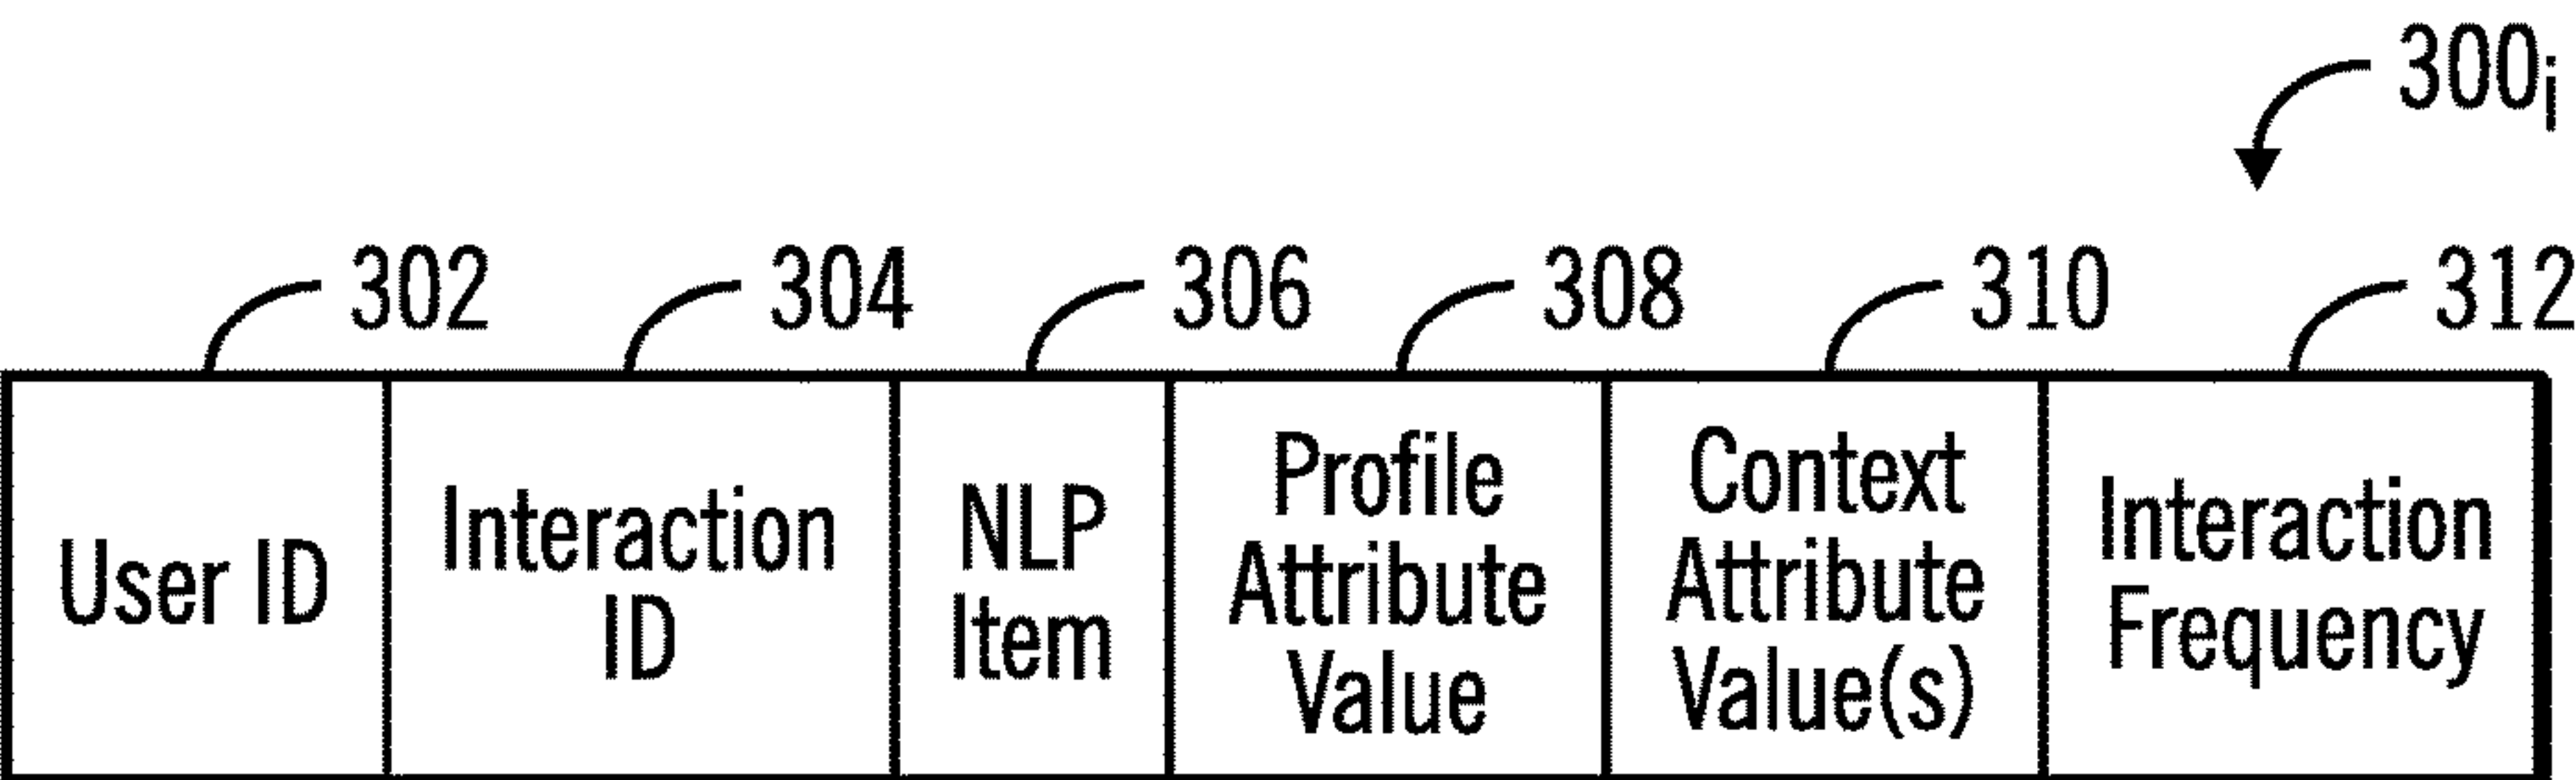 300i
302 304 306 308 310 312
User ID
Interaction
ID
NLP
Item
Profile
Attribute
Value
Context
Attribute
Value(s)
Interaction
Frequency